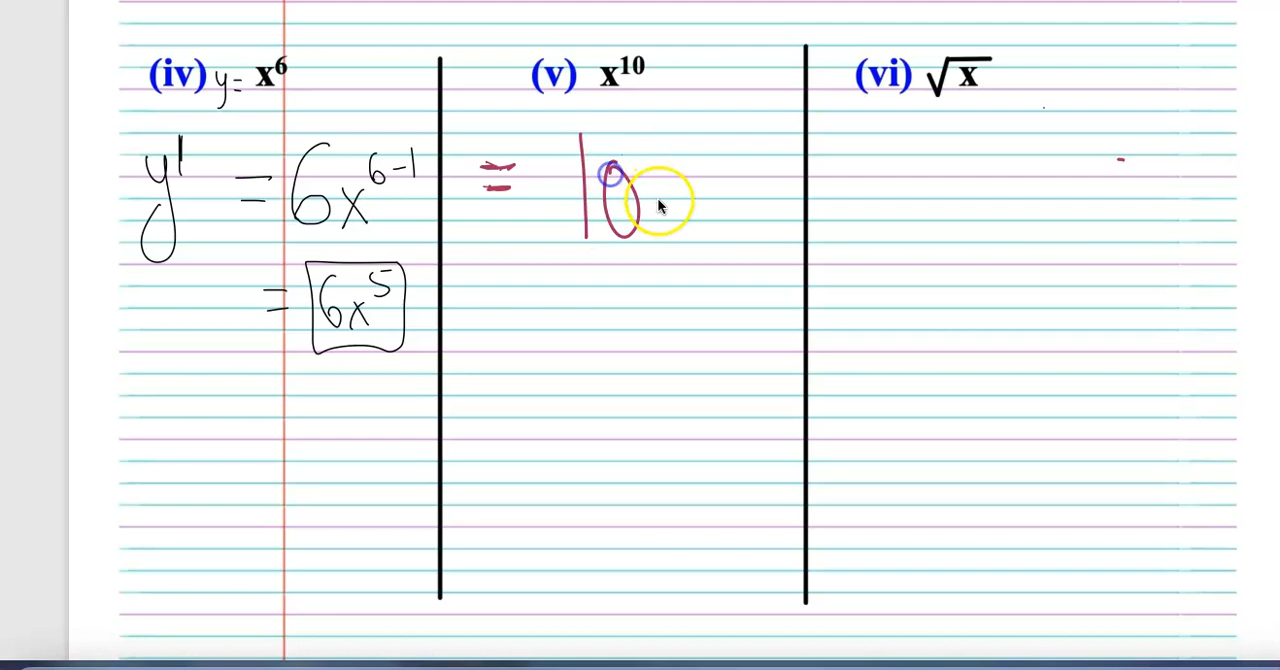 (iv) y = x⁶
y' = 6x⁶⁻¹
= 6x⁵
(v) x¹⁰
= 10
(vi) √x